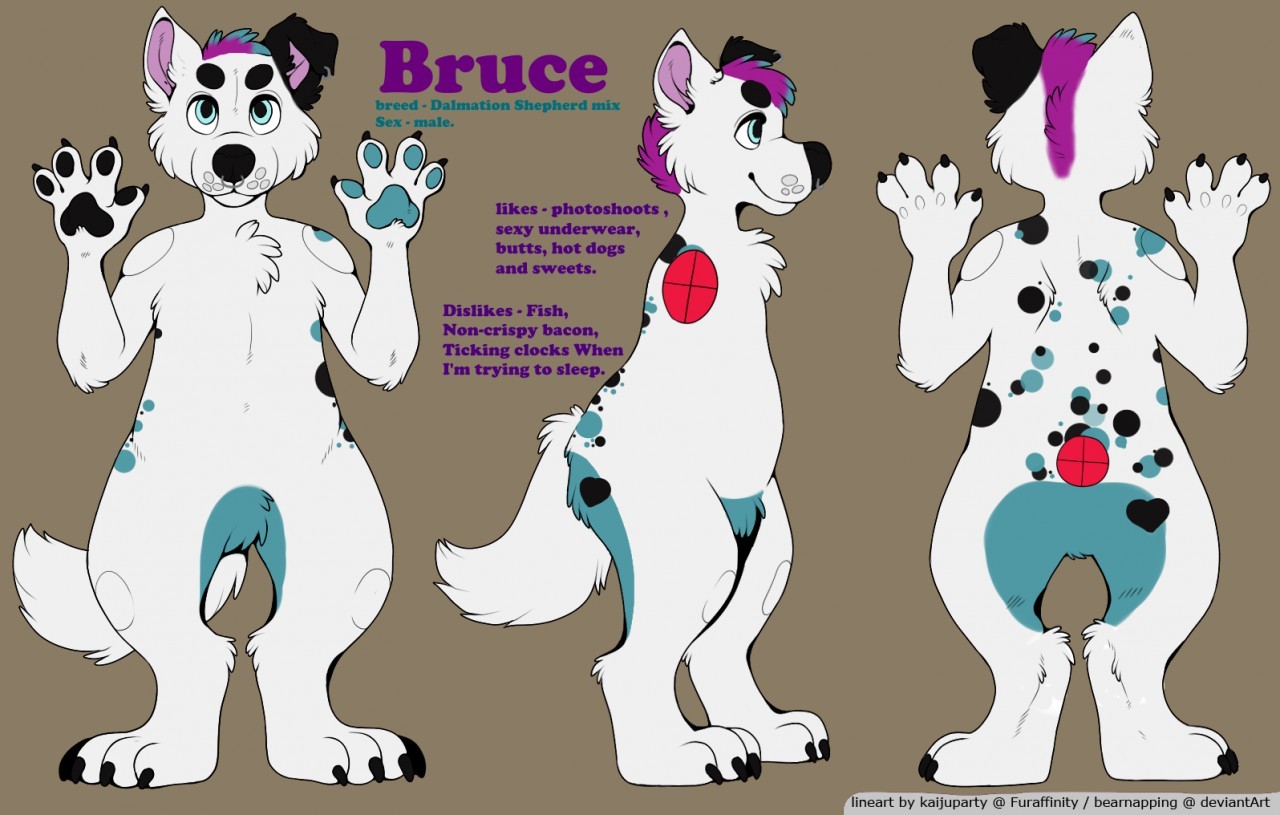 Bruce
breed - Dalmation Shepherd mix
Sex - male.
likes - photoshoots ,
sexy underwear,
butts, hot dogs
and sweets.
Dislikes - Fish,
Non-crispy bacon,
Ticking clocks When
I'm trying to sleep.
lineart by kaijuparty @ Furaffinity / bearnapping @ deviantArt